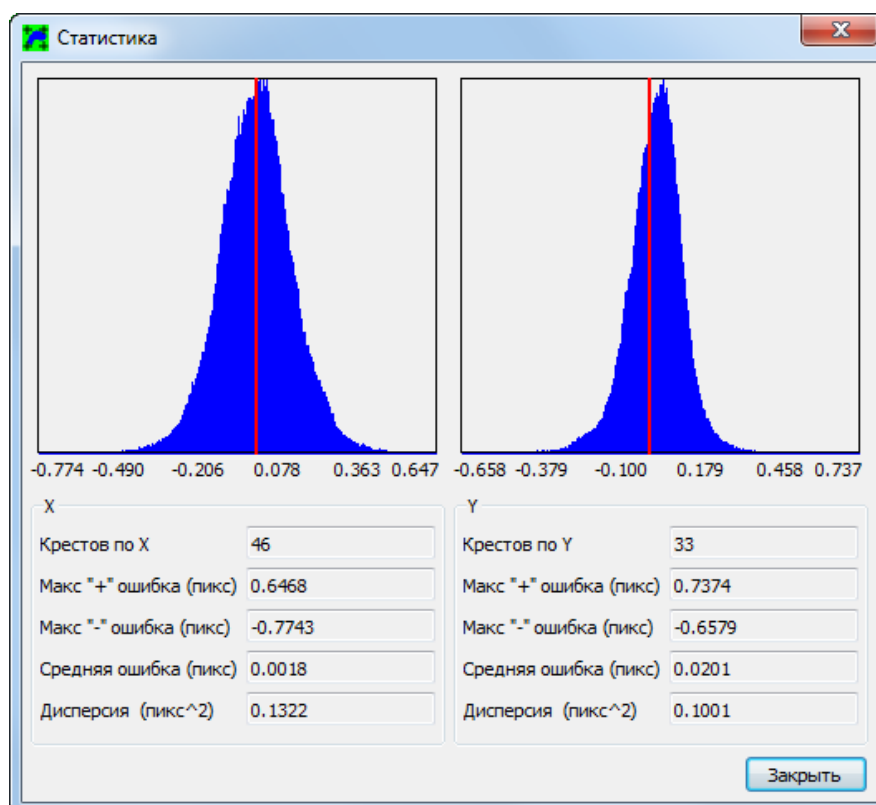 Статистика
-0.774 -0.490 -0.206 0.078 0.363 0.647
-0.658 -0.379 -0.100 0.179 0.458 0.737
X
Крестов по X 46
Макс "+" ошибка (пикс) 0.6468
Макс "-" ошибка (пикс) -0.7743
Средняя ошибка (пикс) 0.0018
Дисперсия (пикс^2) 0.1322
Y
Крестов по Y 33
Макс "+" ошибка (пикс) 0.7374
Макс "-" ошибка (пикс) -0.6579
Средняя ошибка (пикс) 0.0201
Дисперсия (пикс^2) 0.1001
Закрыть